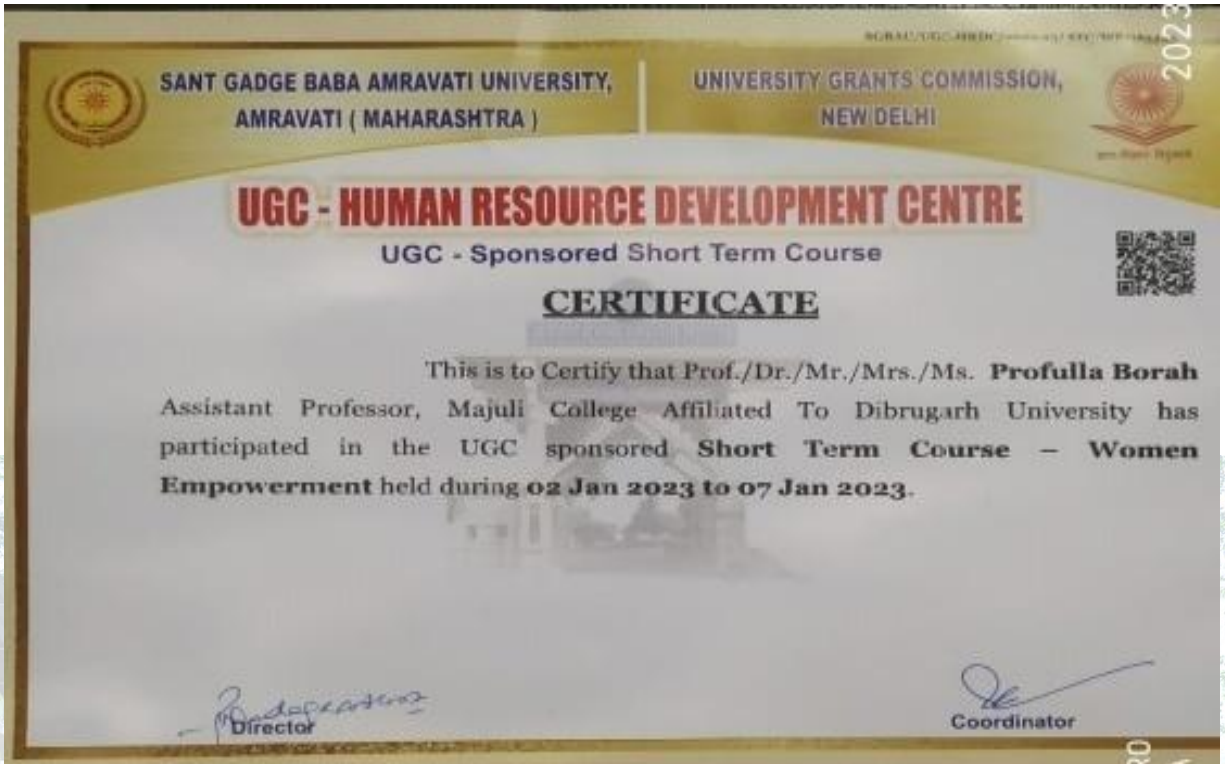 2023
SANT GADGE BABA AMRAVATI UNIVERSITY,
AMRAVATI ( MAHARASHTRA )
UNIVERSITY GRANTS COMMISSION,
NEW DELHI
UGC - HUMAN RESOURCE DEVELOPMENT CENTRE
UGC - Sponsored Short Term Course
CERTIFICATE
This is to Certify that Prof./Dr./Mr./Mrs./Ms. Profulla Borah
Assistant Professor, Majuli College Affiliated To Dibrugarh University has
participated in the UGC sponsored Short Term Course – Women
Empowerment held during 02 Jan 2023 to 07 Jan 2023.
Director
Coordinator